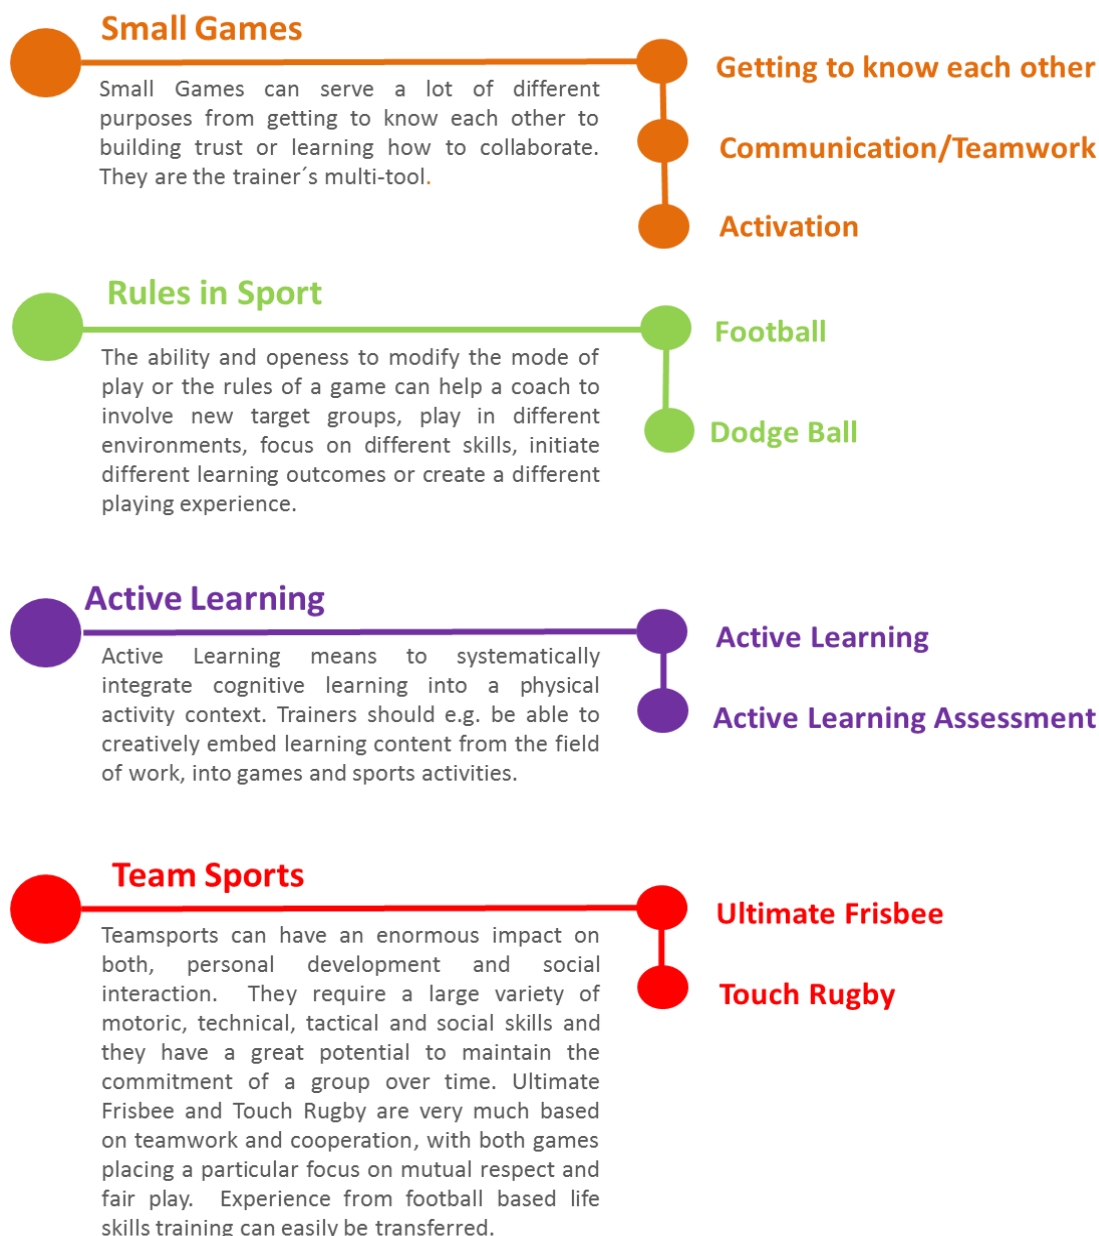 Small Games
Small Games can serve a lot of different
purposes from getting to know each other to
building trust or learning how to collaborate.
They are the trainer´s multi-tool.
Getting to know each other
Communication/Teamwork
Activation
Rules in Sport
The ability and openess to modify the mode of
play or the rules of a game can help a coach to
involve new target groups, play in different
environments, focus on different skills, initiate
different learning outcomes or create a different
playing experience.
Football
Dodge Ball
Active Learning
Active Learning means to systematically
integrate cognitive learning into a physical
activity context. Trainers should e.g. be able to
creatively embed learning content from the field
of work, into games and sports activities.
Active Learning
Active Learning Assessment
Team Sports
Teamsports can have an enormous impact on
both, personal development and social
interaction. They require a large variety of
motoric, technical, tactical and social skills and
they have a great potential to maintain the
commitment of a group over time. Ultimate
Frisbee and Touch Rugby are very much based
on teamwork and cooperation, with both games
placing a particular focus on mutual respect and
fair play. Experience from football based life
skills training can easily be transferred.
Ultimate Frisbee
Touch Rugby